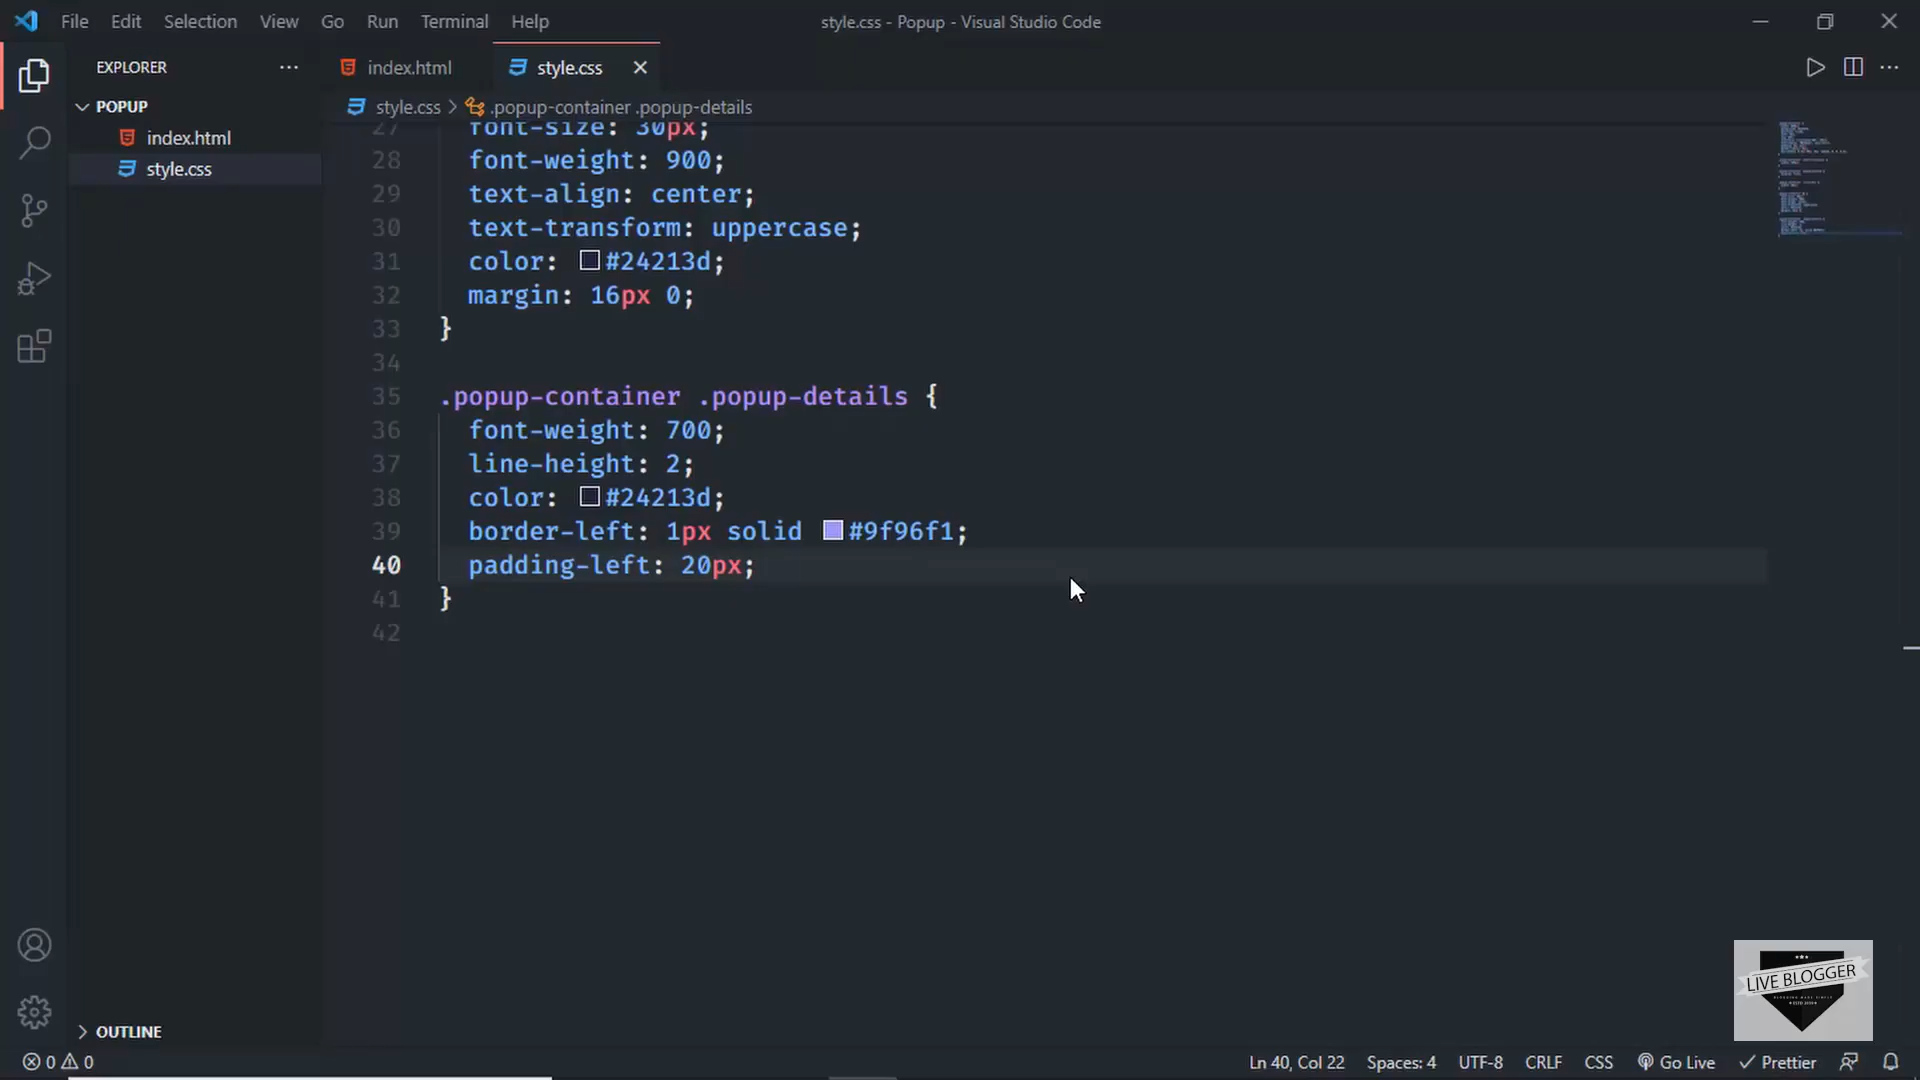 File Edit Selection View Go Run Terminal Help
style.css - Popup - Visual Studio Code
EXPLORER
POPUP
index.html
style.css
OUTLINE
index.html
style.css
style.css > .popup-container .popup-details
27 font-size: 30px;
28 font-weight: 900;
29 text-align: center;
30 text-transform: uppercase;
31 color: #24213d;
32 margin: 16px 0;
33 }
34
35 .popup-container .popup-details {
36 font-weight: 700;
37 line-height: 2;
38 color: #24213d;
39 border-left: 1px solid #9f96f1;
40 padding-left: 20px;
41 }
42
LIVE BLOGGER
0 0
Ln 40, Col 22 Spaces: 4 UTF-8 CRLF CSS Go Live Prettier